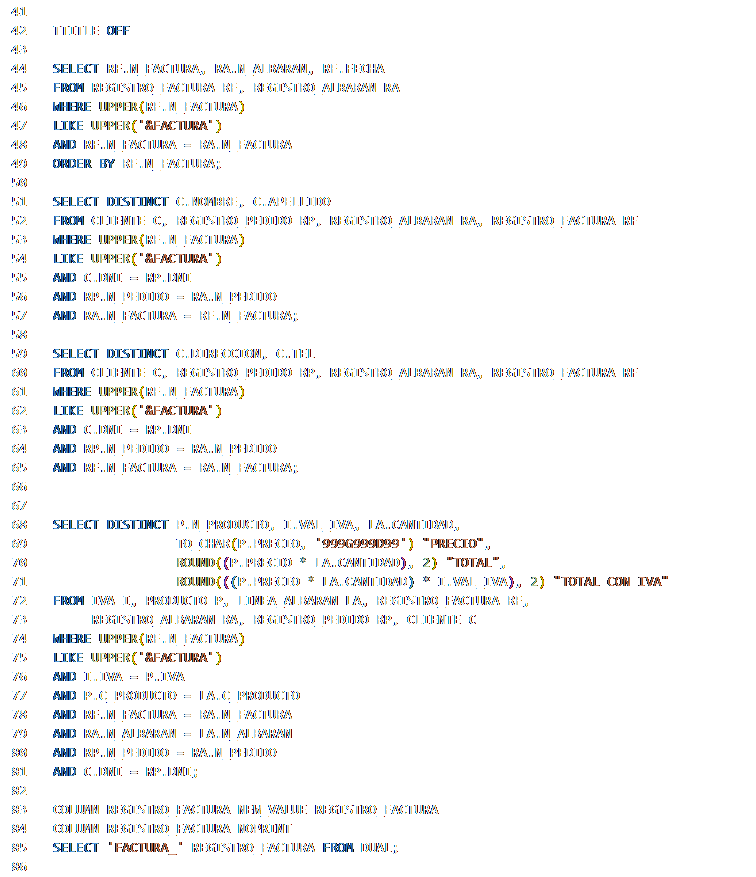 41
42 TTITLE OFF
43
44 SELECT RF.N_FACTURA, RA.N_ALBARAN, RF.FECHA
45 FROM REGISTRO_FACTURA RF, REGISTRO_ALBARAN RA
46 WHERE UPPER(RF.N_FACTURA)
47 LIKE UPPER('&FACTURA')
48 AND RF.N_FACTURA = RA.N_FACTURA
49 ORDER BY RF.N_FACTURA;
50
51 SELECT DISTINCT C.NOMBRE, C.APELLIDO
52 FROM CLIENTE C, REGISTRO_PEDIDO RP, REGISTRO_ALBARAN RA, REGISTRO_FACTURA RF
53 WHERE UPPER(RF.N_FACTURA)
54 LIKE UPPER('&FACTURA')
55 AND C.DNI = RP.DNI
56 AND RP.N_PEDIDO = RA.N_PEDIDO
57 AND RA.N_FACTURA = RF.N_FACTURA;
58
59 SELECT DISTINCT C.DIRECCION, C.TEL
60 FROM CLIENTE C, REGISTRO_PEDIDO RP, REGISTRO_ALBARAN RA, REGISTRO_FACTURA RF
61 WHERE UPPER(RF.N_FACTURA)
62 LIKE UPPER('&FACTURA')
63 AND C.DNI = RP.DNI
64 AND RP.N_PEDIDO = RA.N_PEDIDO
65 AND RF.N_FACTURA = RA.N_FACTURA;
66
67
68 SELECT DISTINCT P.N_PRODUCTO, I.VAL_IVA, LA.CANTIDAD,
69 TO_CHAR(P.PRECIO, '999G999D99') "PRECIO",
70 ROUND((P.PRECIO * LA.CANTIDAD), 2) "TOTAL",
71 ROUND(((P.PRECIO * LA.CANTIDAD) * I.VAL_IVA), 2) "TOTAL CON IVA"
72 FROM IVA I, PRODUCTO P, LINEA_ALBARAN LA, REGISTRO_FACTURA RF,
73 REGISTRO_ALBARAN RA, REGISTRO_PEDIDO RP, CLIENTE C
74 WHERE UPPER(RF.N_FACTURA)
75 LIKE UPPER('&FACTURA')
76 AND I.IVA = P.IVA
77 AND P.C_PRODUCTO = LA.C_PRODUCTO
78 AND RF.N_FACTURA = RA.N_FACTURA
79 AND RA.N_ALBARAN = LA.N_ALBARAN
80 AND RP.N_PEDIDO = RA.N_PEDIDO
81 AND C.DNI = RP.DNI;
82
83 COLUMN REGISTRO_FACTURA NEW_VALUE REGISTRO_FACTURA
84 COLUMN REGISTRO_FACTURA NOPRINT
85 SELECT 'FACTURA_' REGISTRO_FACTURA FROM DUAL;
86